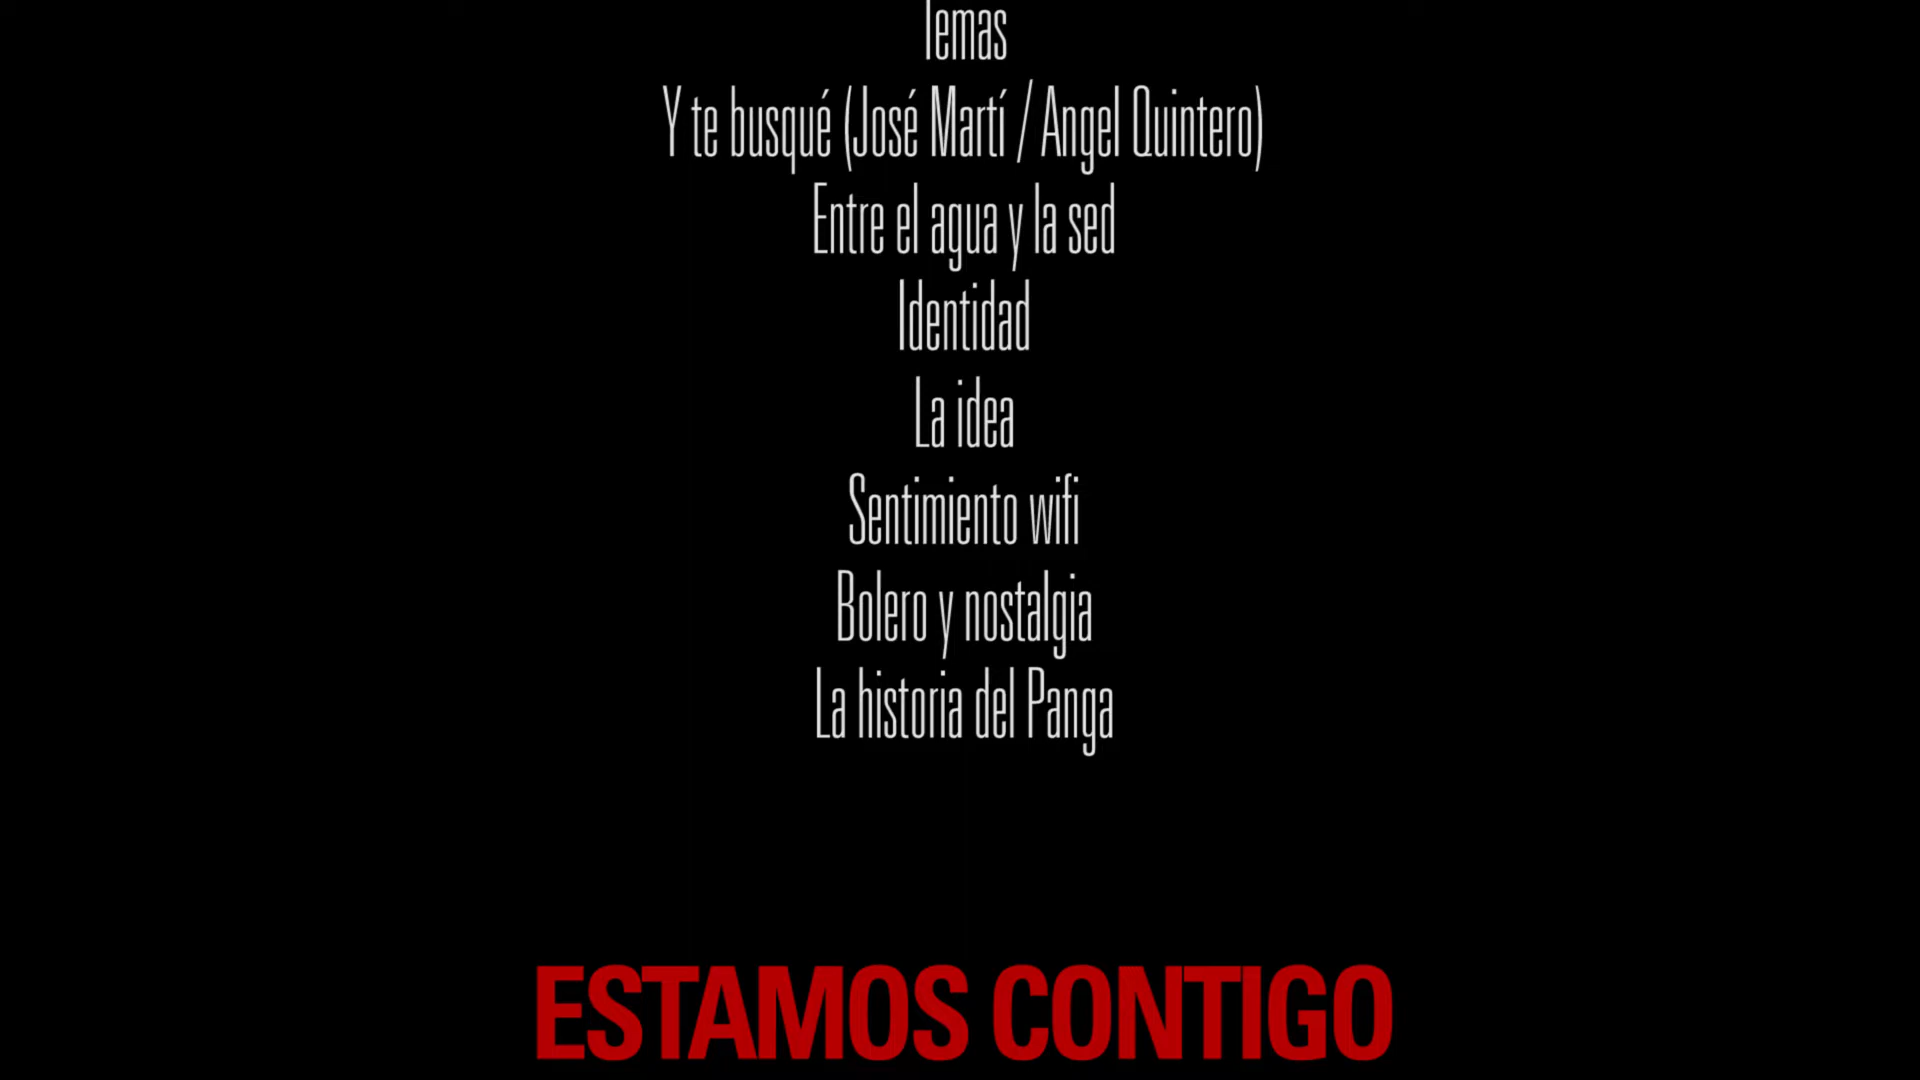 Temas
Y te busqué (José Martí / Angel Quintero)
Entre el agua y la sed
Identidad
La idea
Sentimiento wifi
Bolero y nostalgia
La historia del Panga
ESTAMOS CONTIGO